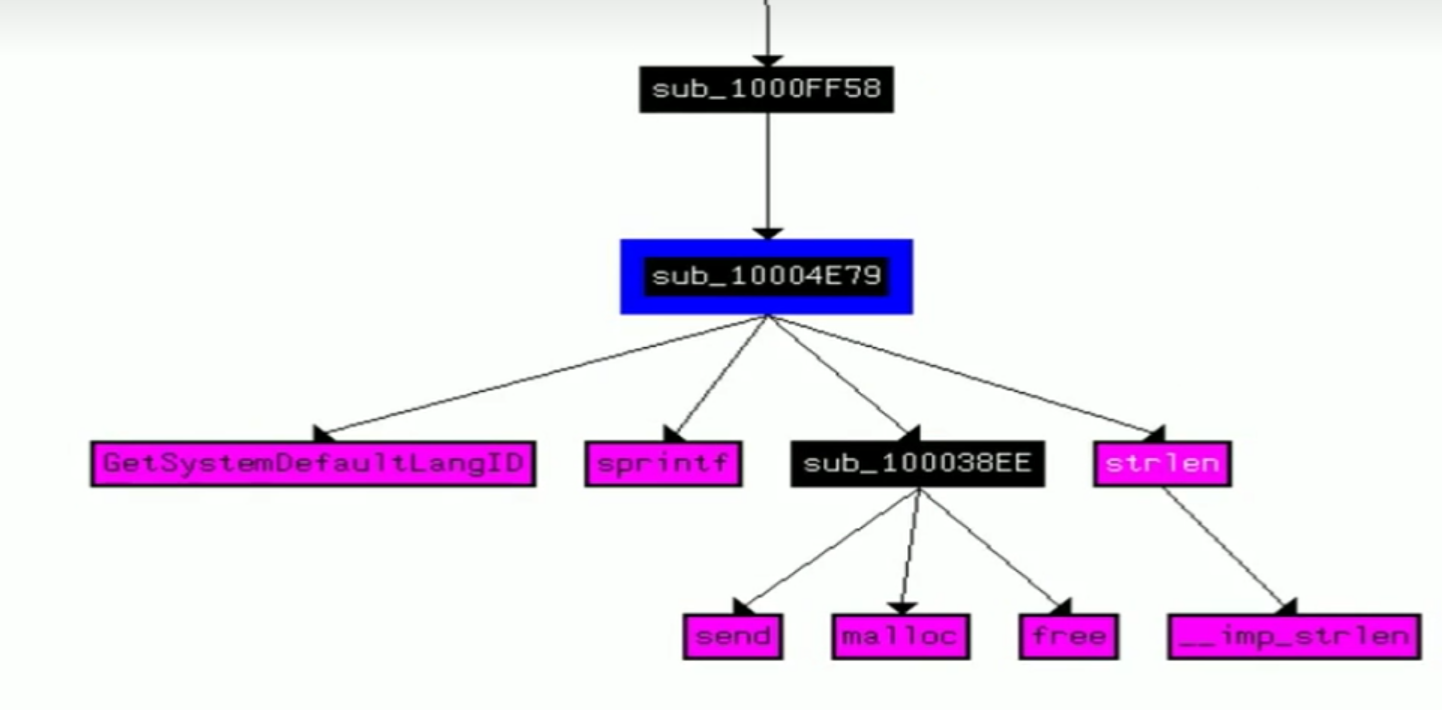 sub_1000FF58
sub_10004E79
GetSystemDefaultLangID
sprintf
sub_100038EE
strlen
send
malloc
free
__imp_strlen